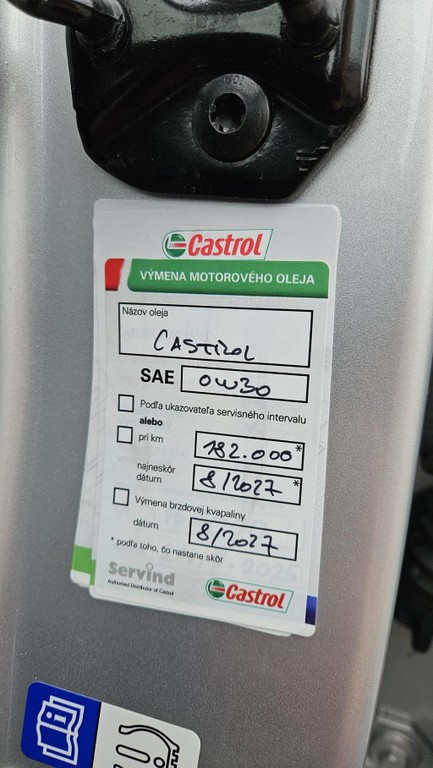 Castrol
VÝMENA MOTOROVÉHO OLEJA
Názov oleja
CASTROL
SAE 0W30
Podľa ukazovateľa servisného intervalu
alebo
pri km 182.000*
najneskôr
dátum 8/2027*
Výmena brzdovej kvapaliny
dátum 8/2027
* podľa toho, čo nastane skôr
Servind
Authorised Distributor of Castrol
Castrol